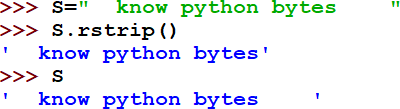 >>> S="  know python bytes    "
>>> S.rstrip()
'  know python bytes'
>>> S
'  know python bytes    '